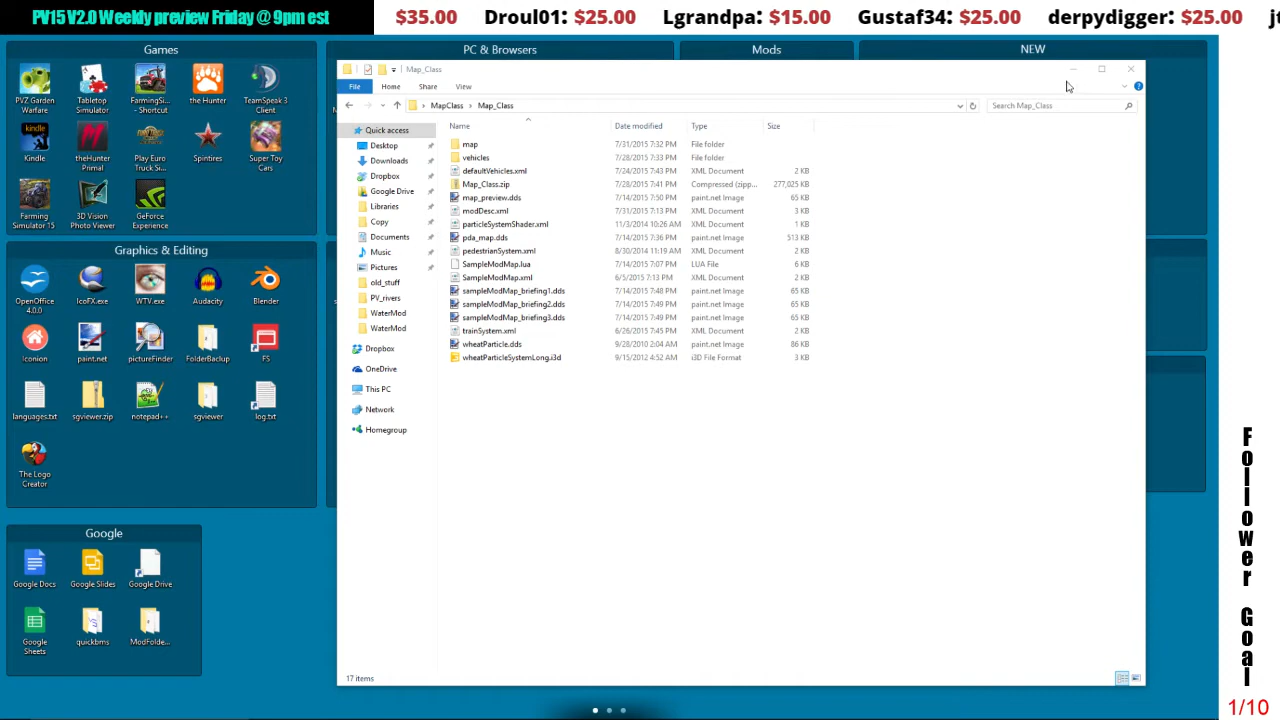 PV15 V2.0 Weekly preview Friday @ 9pm est
$35.00 Droul01: $25.00 Lgrandpa: $15.00 Gustaf34: $25.00 derpydigger: $25.00 jt
Games
PC & Browsers
Mods
NEW
PVZ Garden Warfare
Tabletop Simulator
FarmingSi... - Shortcut
the Hunter
TeamSpeak 3 Client
Kindle
theHunter Primal
Play Euro Truck Si...
Spintires
Super Toy Cars
Farming Simulator 15
3D Vision Photo Viewer
GeForce Experience
Graphics & Editing
OpenOffice 4.0.0
IcoFX.exe
WTV.exe
Audacity
Blender
Iconion
paint.net
pictureFinder
FolderBackup
FS
languages.txt
sgviewer.zip
notepad++
sgviewer
log.txt
The Logo Creator
Google
Google Docs
Google Slides
Google Drive
Google Sheets
quickbms
ModFolde...
Map_Class
File Home Share View
MapClass > Map_Class
Search Map_Class
Quick access
Desktop
Downloads
Dropbox
Google Drive
Libraries
Copy
Documents
Music
Pictures
old_stuff
PV_rivers
WaterMod
WaterMod
Dropbox
OneDrive
This PC
Network
Homegroup
Name Date modified Type Size
map 7/31/2015 7:32 PM File folder
vehicles 7/28/2015 7:33 PM File folder
defaultVehicles.xml 7/24/2015 7:43 PM XML Document 2 KB
Map_Class.zip 7/28/2015 7:41 PM Compressed (zipp... 277,025 KB
map_preview.dds 7/14/2015 7:50 PM paint.net Image 65 KB
modDesc.xml 7/31/2015 7:13 PM XML Document 3 KB
particleSystemShader.xml 11/3/2014 10:26 AM XML Document 1 KB
pda_map.dds 7/14/2015 7:36 PM paint.net Image 513 KB
pedestrianSystem.xml 8/30/2014 11:19 AM XML Document 2 KB
SampleModMap.lua 7/14/2015 7:07 PM LUA File 6 KB
SampleModMap.xml 6/5/2015 7:13 PM XML Document 2 KB
sampleModMap_briefing1.dds 7/14/2015 7:48 PM paint.net Image 65 KB
sampleModMap_briefing2.dds 7/14/2015 7:49 PM paint.net Image 65 KB
sampleModMap_briefing3.dds 7/14/2015 7:49 PM paint.net Image 65 KB
trainSystem.xml 6/26/2015 7:45 PM XML Document 2 KB
wheatParticle.dds 9/28/2010 2:04 AM paint.net Image 86 KB
wheatParticleSystemLong.i3d 9/15/2012 4:52 AM i3D File Format 3 KB
17 items
Follower Goal
1/10